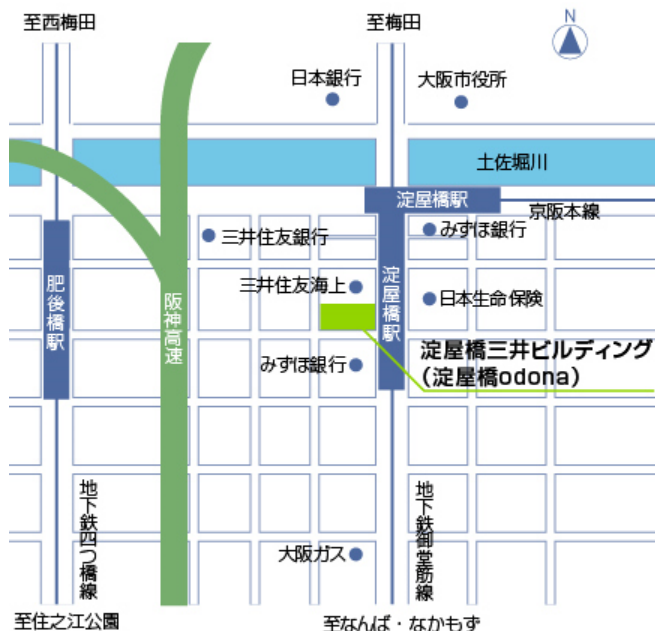 至西梅田
至梅田
N
日本銀行
大阪市役所
土佐堀川
淀屋橋駅
京阪本線
三井住友銀行
みずほ銀行
三井住友海上
日本生命保険
肥後橋駅
阪神高速
淀屋橋駅
淀屋橋三井ビルディング
（淀屋橋odona）
みずほ銀行
地下鉄四つ橋線
地下鉄御堂筋線
大阪ガス
至住之江公園
至なんば・なかもず